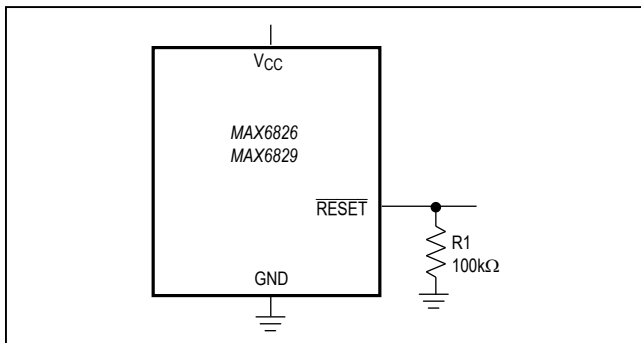 VCC
MAX6826
MAX6829
RESET
R1
100kΩ
GND